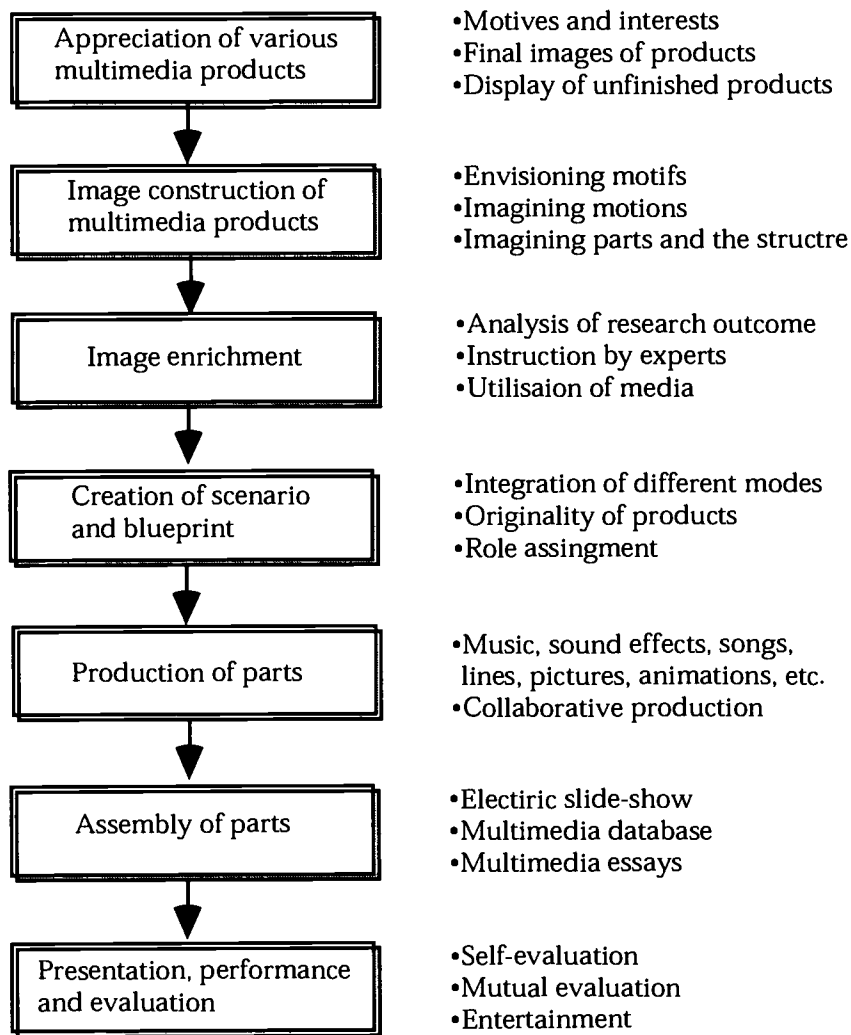 Appreciation of various
multimedia products
•Motives and interests
•Final images of products
•Display of unfinished products
Image construction of
multimedia products
•Envisioning motifs
•Imagining motions
•Imagining parts and the structre
Image enrichment
•Analysis of research outcome
•Instruction by experts
•Utilisaion of media
Creation of scenario
and blueprint
•Integration of different modes
•Originality of products
•Role assingment
Production of parts
•Music, sound effects, songs,
lines, pictures, animations, etc.
•Collaborative production
Assembly of parts
•Electiric slide-show
•Multimedia database
•Multimedia essays
Presentation, performance
and evaluation
•Self-evaluation
•Mutual evaluation
•Entertainment